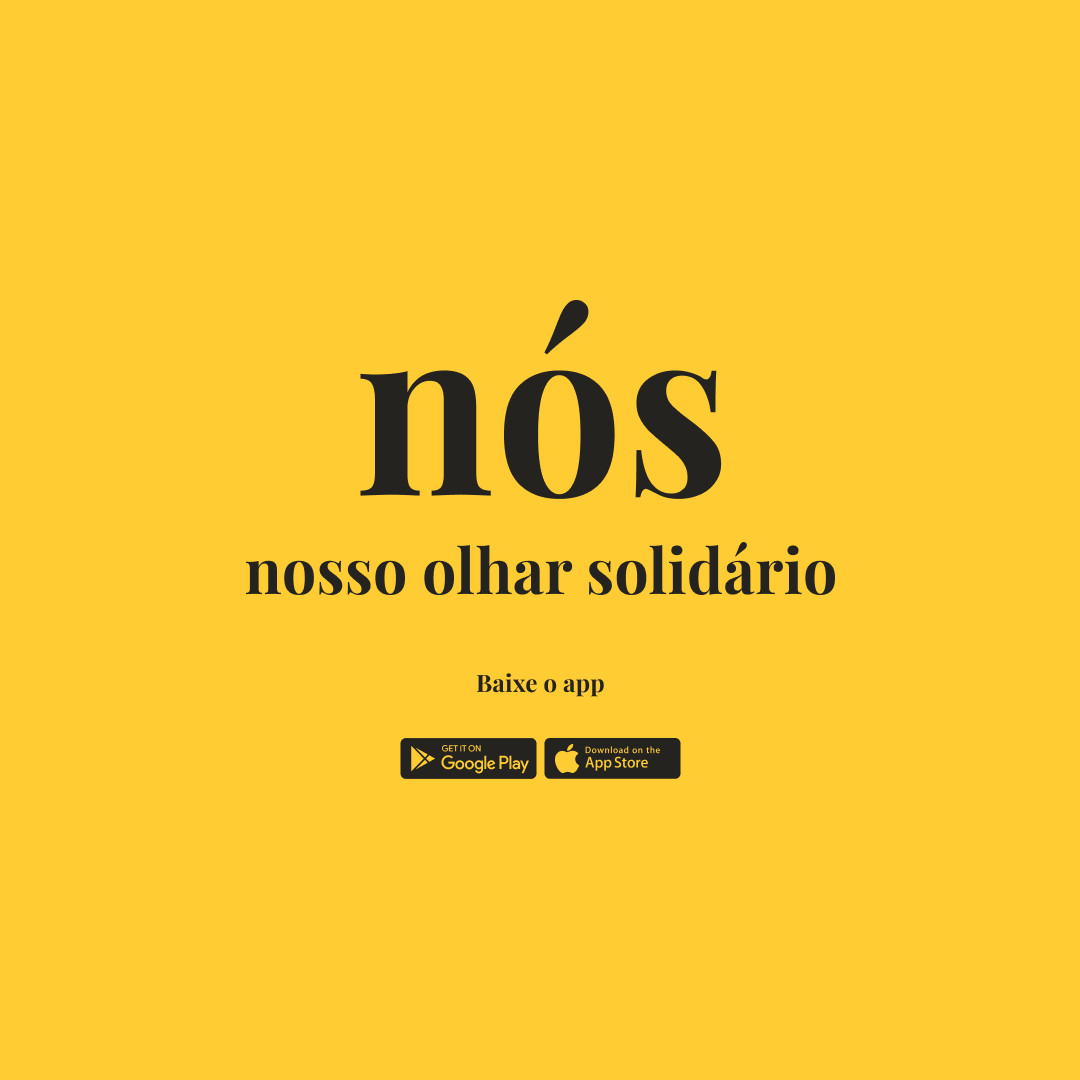 nós
nosso olhar solidário
Baixe o app
GET IT ON
Google Play
Download on the
App Store